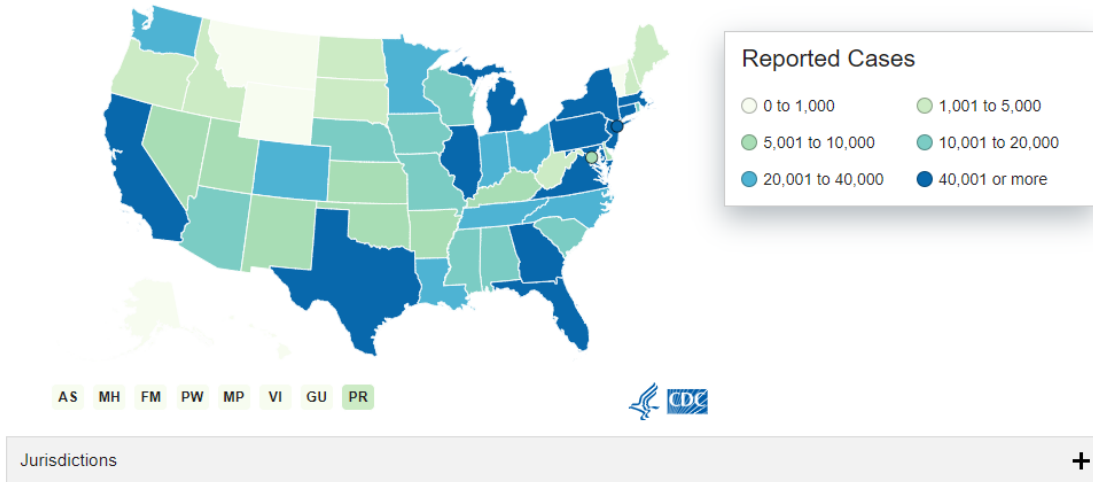 Reported Cases
0 to 1,000 1,001 to 5,000
5,001 to 10,000 10,001 to 20,000
20,001 to 40,000 40,001 or more
AS MH FM PW MP VI GU PR
CDC
Jurisdictions +